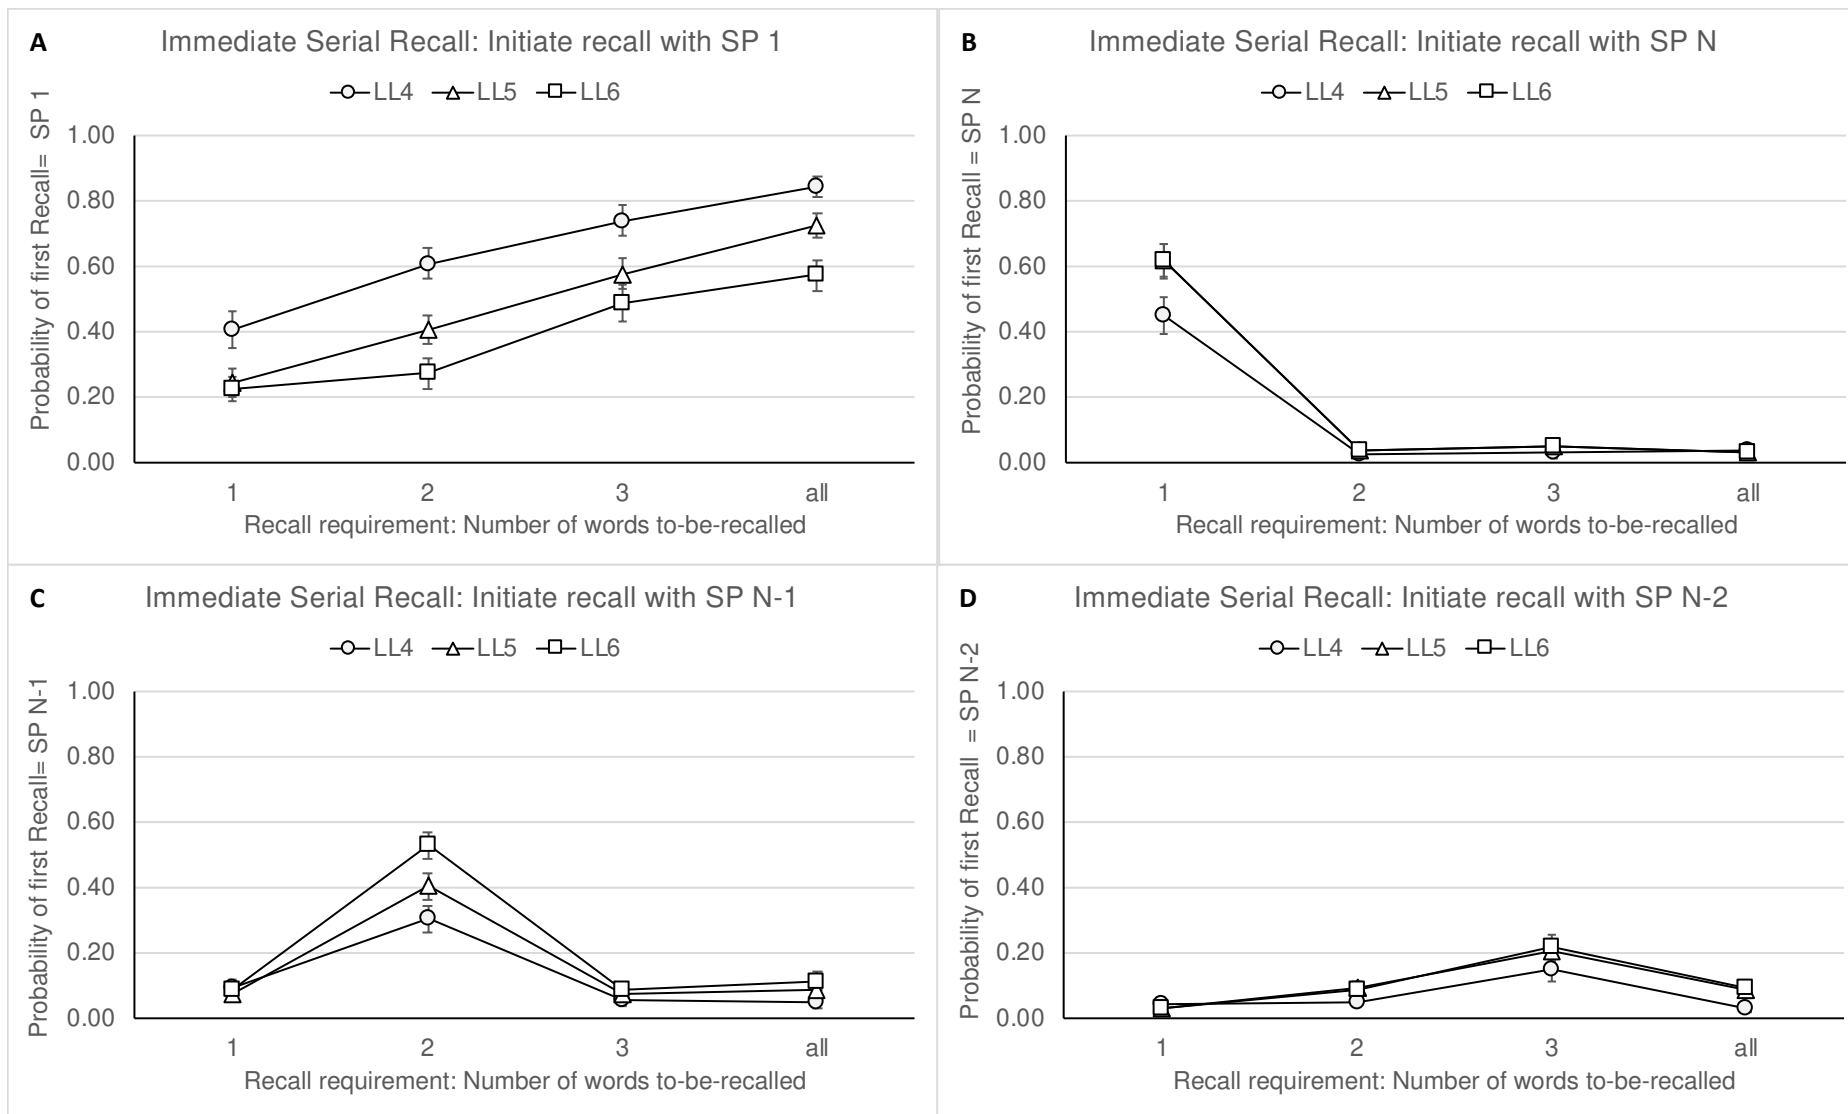 A
Immediate Serial Recall: Initiate recall with SP 1
LL4 LL5 LL6
Probability of first Recall= SP 1
1.00
0.80
0.60
0.40
0.20
0.00
1 2 3 all
Recall requirement: Number of words to-be-recalled
B
Immediate Serial Recall: Initiate recall with SP N
LL4 LL5 LL6
Probability of first Recall = SP N
1.00
0.80
0.60
0.40
0.20
0.00
1 2 3 all
Recall requirement: Number of words to-be-recalled
C
Immediate Serial Recall: Initiate recall with SP N-1
LL4 LL5 LL6
Probability of first Recall= SP N-1
1.00
0.80
0.60
0.40
0.20
0.00
1 2 3 all
Recall requirement: Number of words to-be-recalled
D
Immediate Serial Recall: Initiate recall with SP N-2
LL4 LL5 LL6
Probability of first Recall = SP N-2
1.00
0.80
0.60
0.40
0.20
0.00
1 2 3 all
Recall requirement: Number of words to-be-recalled